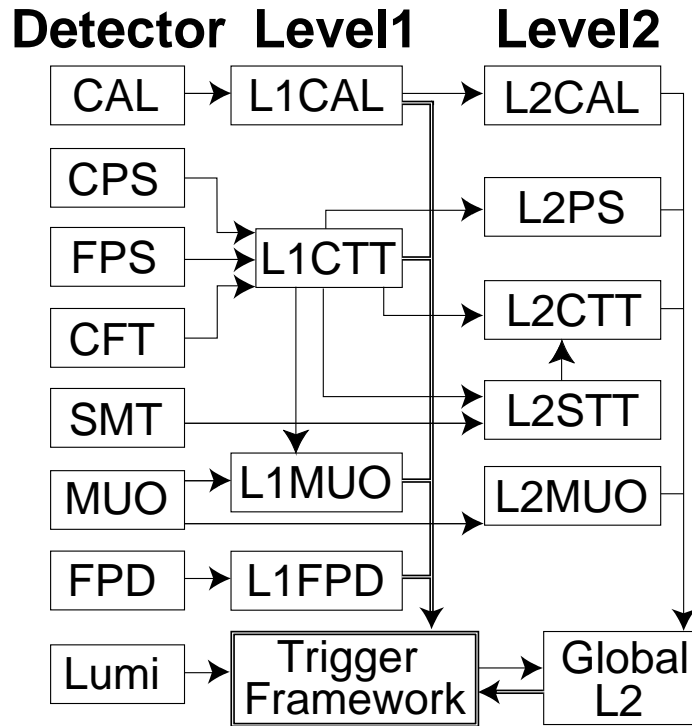 Detector Level1 Level2
CAL L1CAL L2CAL
CPS
L2PS
FPS L1CTT
CFT L2CTT
SMT L2STT
MUO L1MUO L2MUO
FPD L1FPD
Lumi Trigger Global
Framework L2